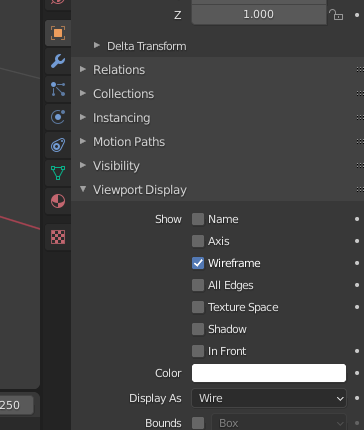 Z 1.000
Delta Transform
Relations
Collections
Instancing
Motion Paths
Visibility
Viewport Display
Show Name
Axis
Wireframe
All Edges
Texture Space
Shadow
In Front
Color
250
Display As Wire
Bounds Box